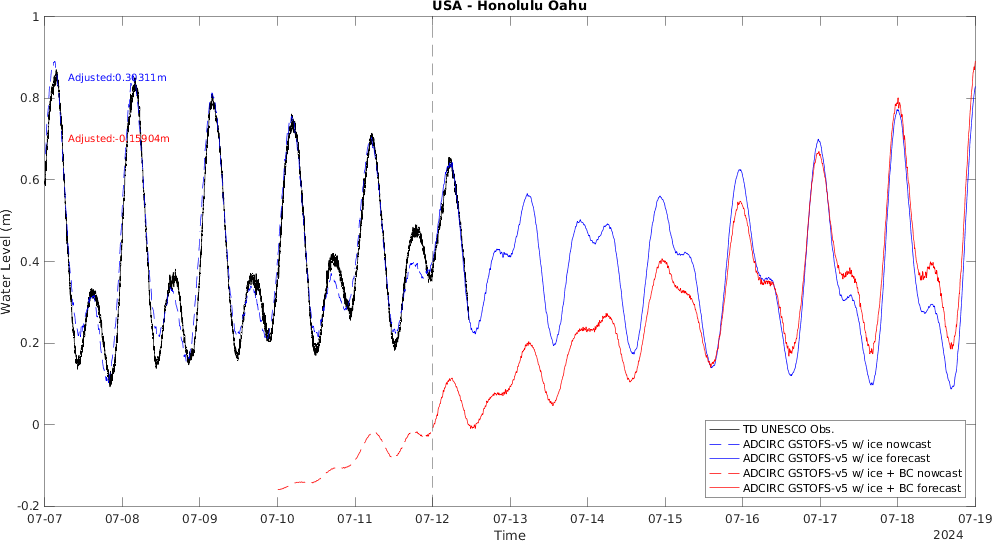 USA - Honolulu Oahu
1
0.8
0.6
0.4
0.2
0
-0.2
Water Level (m)
Adjusted:0.30311m
Adjusted:-0.15904m
TD UNESCO Obs.
ADCIRC GSTOFS-v5 w/ ice nowcast
ADCIRC GSTOFS-v5 w/ ice forecast
ADCIRC GSTOFS-v5 w/ ice + BC nowcast
ADCIRC GSTOFS-v5 w/ ice + BC forecast
07-07 07-08 07-09 07-10 07-11 07-12 07-13 07-14 07-15 07-16 07-17 07-18 07-19
Time
2024